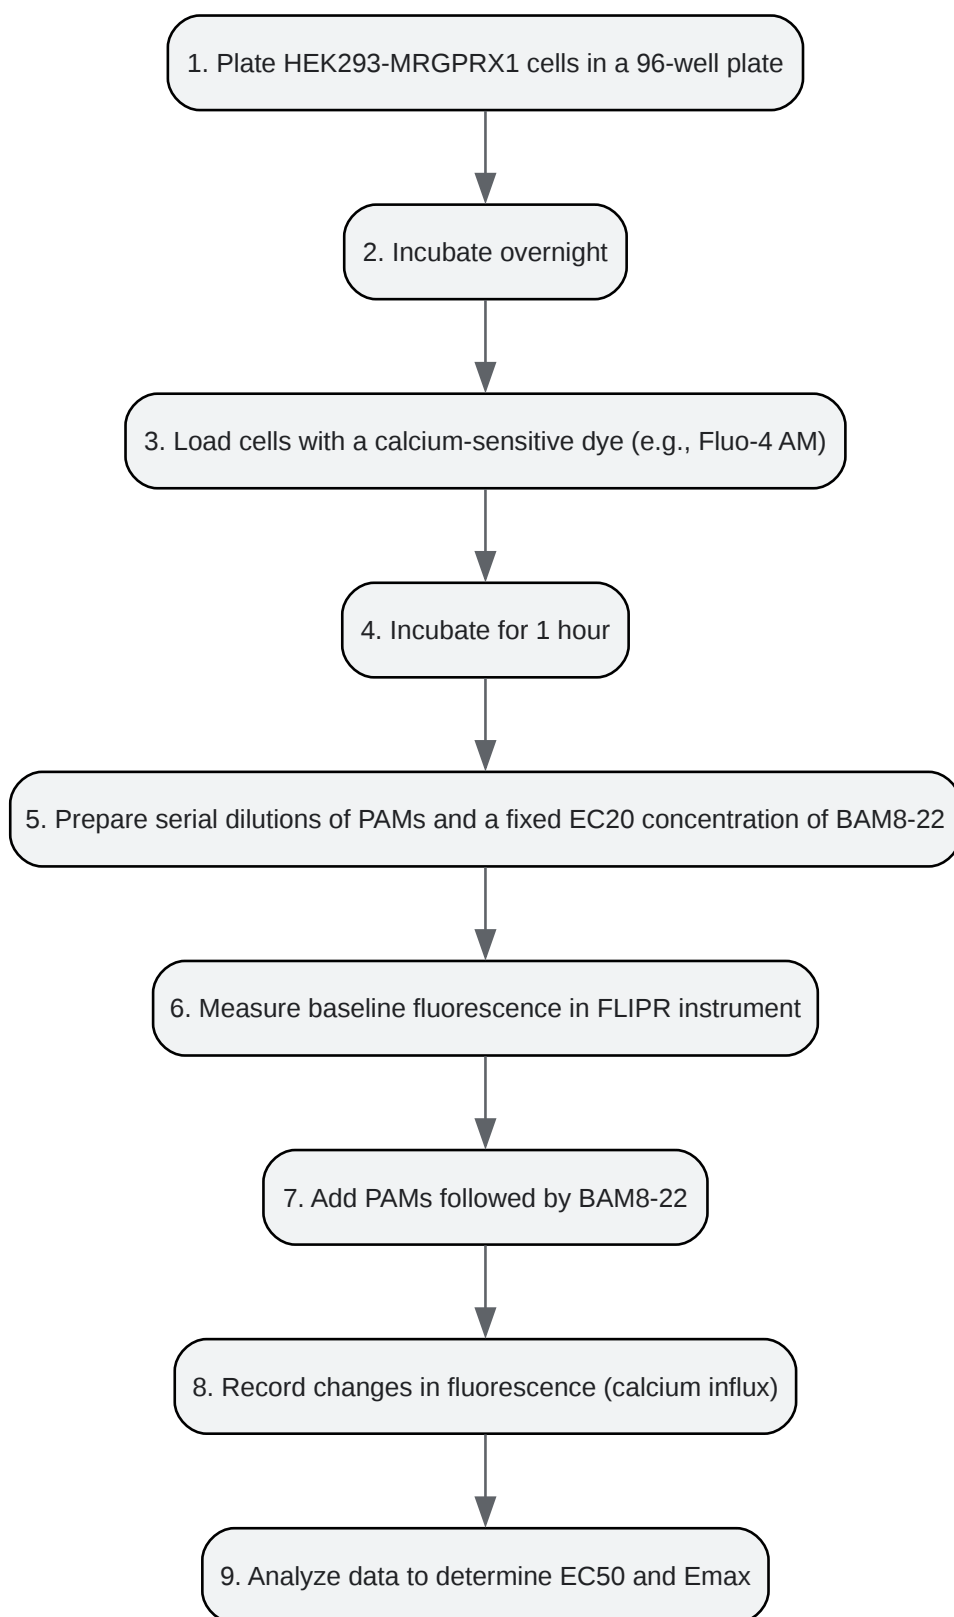 1. Plate HEK293-MRGPRX1 cells in a 96-well plate
2. Incubate overnight
3. Load cells with a calcium-sensitive dye (e.g., Fluo-4 AM)
4. Incubate for 1 hour
5. Prepare serial dilutions of PAMs and a fixed EC20 concentration of BAM8-22
6. Measure baseline fluorescence in FLIPR instrument
7. Add PAMs followed by BAM8-22
8. Record changes in fluorescence (calcium influx)
9. Analyze data to determine EC50 and Emax